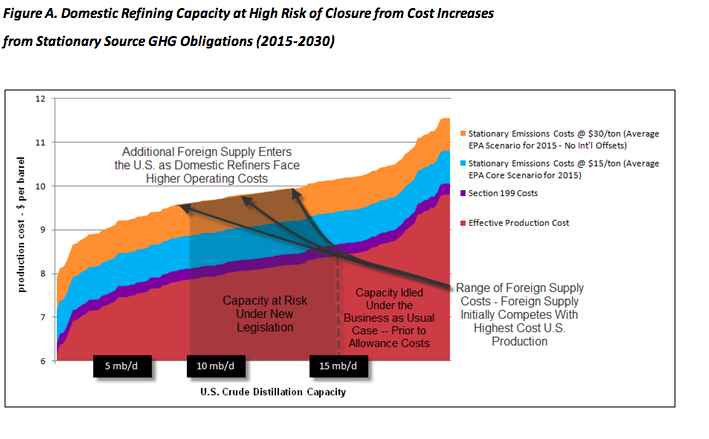 Figure A. Domestic Refining Capacity at High Risk of Closure from Cost Increases
from Stationary Source GHG Obligations (2015-2030)
12
11
10
9
8
7
6
production cost - $ per barrel
Additional Foreign Supply Enters
the U.S. as Domestic Refiners Face
Higher Operating Costs
Capacity at Risk
Under New
Legislation
Capacity Idled
Under the
Business as Usual
Case -- Prior to
Allowance Costs
5 mb/d
10 mb/d
15 mb/d
U.S. Crude Distillation Capacity
Stationary Emissions Costs @ $30/ton (Average
EPA Scenario for 2015 - No Int'l Offsets)
Stationary Emissions Costs @ $15/ton (Average
EPA Core Scenario for 2015)
Section 199 Costs
Effective Production Cost
Range of Foreign Supply
Costs - Foreign Supply
Initially Competes With
Highest Cost U.S.
Production